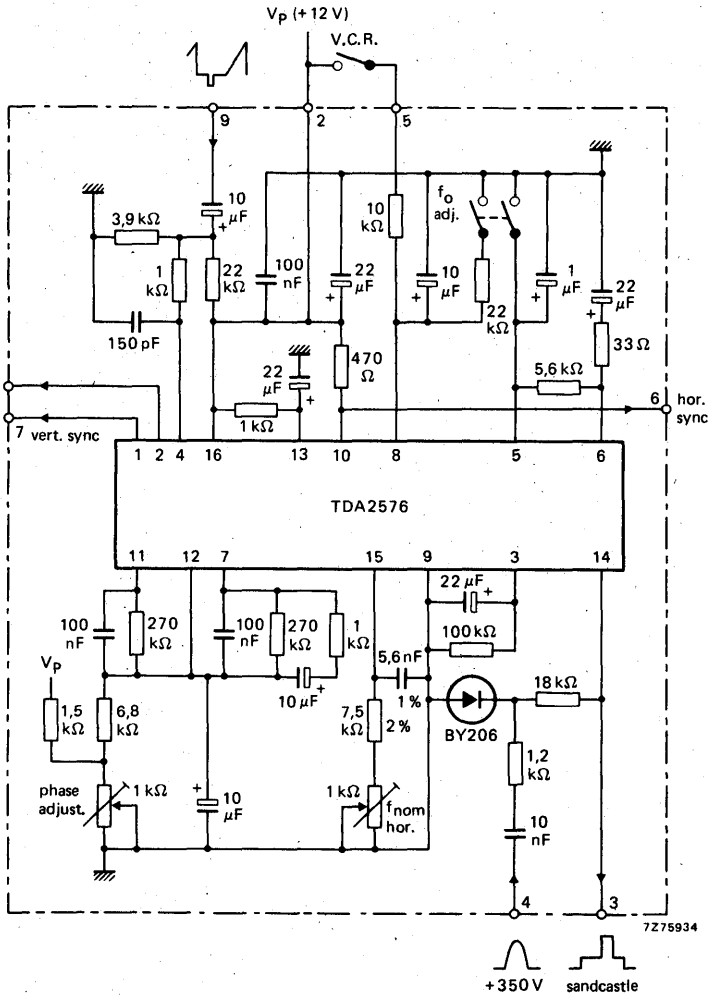 V_P (+12 V)
V.C.R.
9
2
5
10 µF
+
3,9 kΩ
1 kΩ
22 kΩ
100 nF
22 µF
+
10 kΩ
10 µF
+
f_o adj.
22 kΩ
1 µF
+
22 µF
+
150 pF
33 Ω
470 Ω
5,6 kΩ
22 µF
+
1 kΩ
6
hor. sync
7
vert. sync
1 2 4 16 13 10 8 5 6
TDA2576
11 12 7 15 9 3 14
100 nF
270 kΩ
100 nF
270 kΩ
1 kΩ
22 µF
+
100 kΩ
5,6 nF
1 %
10 µF
+
V_P
1,5 kΩ
6,8 kΩ
7,5 kΩ
2 %
BY206
18 kΩ
1,2 kΩ
phase adjust.
1 kΩ
+
10 µF
1 kΩ
f_nom hor.
10 nF
4
3
7Z75934
+350 V
sandcastle